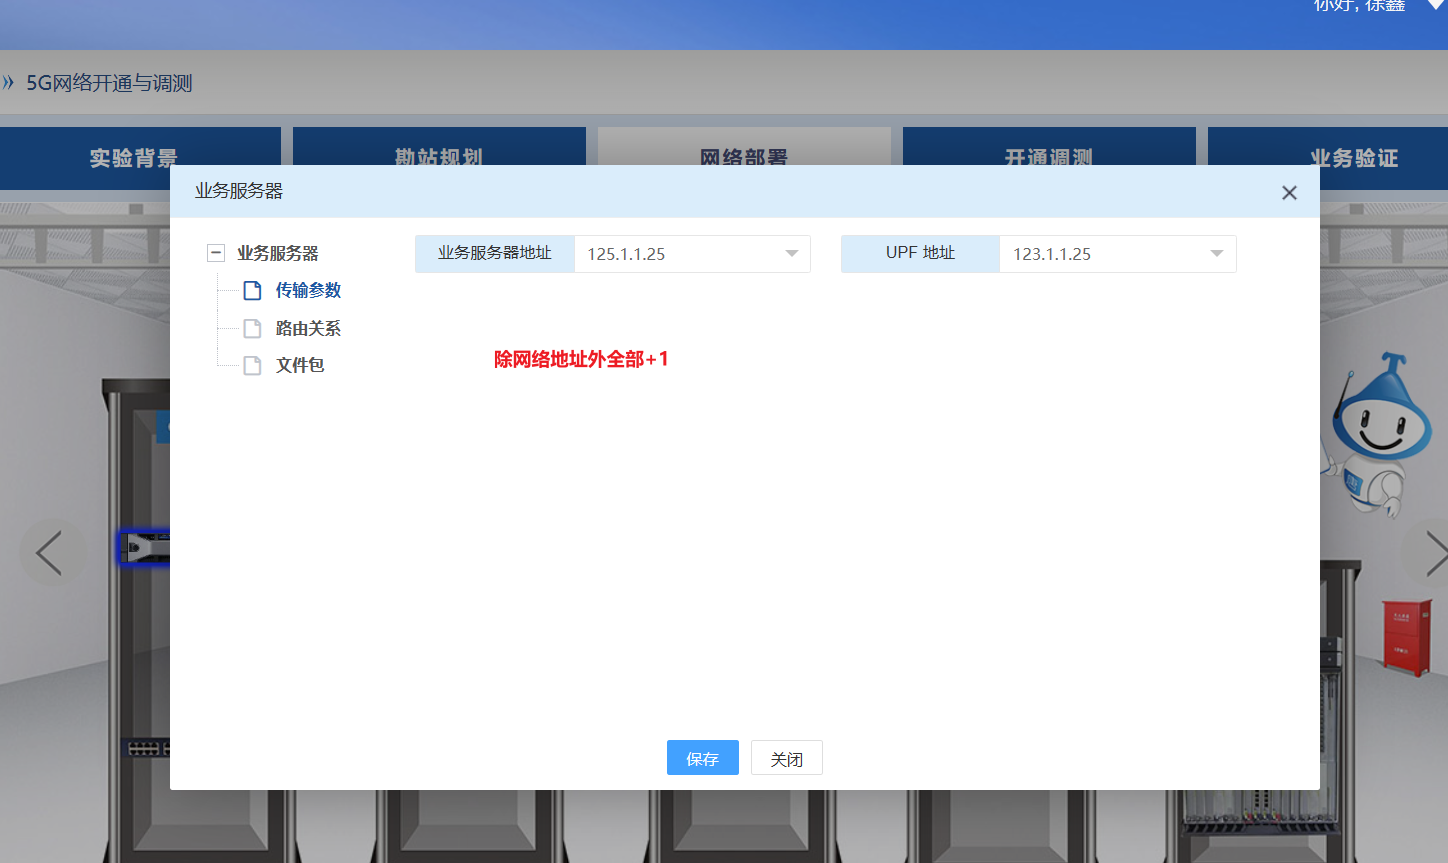 你好, 徐鑫
» 5G网络开通与调测
实验背景
勘站规划
网络部署
开通调测
业务验证
业务服务器
业务服务器
业务服务器地址 125.1.1.25
UPF 地址 123.1.1.25
传输参数
路由关系
文件包
除网络地址外全部+1
保存
关闭